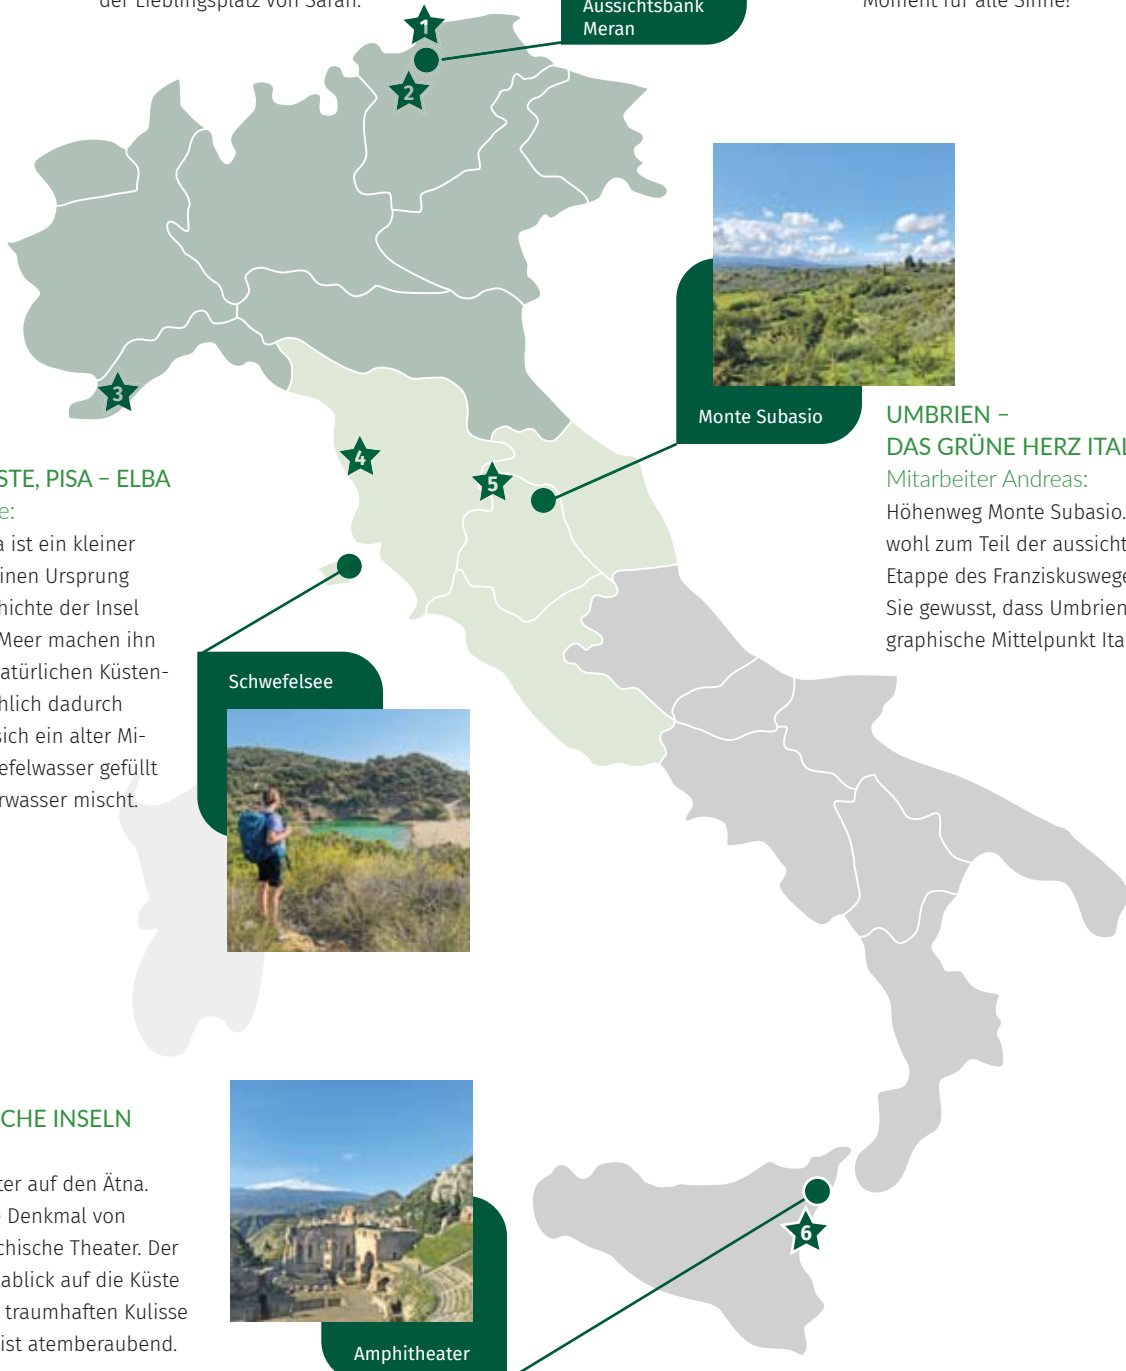 der Lieblingsplatz von Sarah.
Aussichtsbank
Meran
Moment für alle Sinne!
1
2
3
4
5
Monte Subasio
UMBRIEN –
DAS GRÜNE HERZ ITAL
Mitarbeiter Andreas:
Höhenweg Monte Subasio.
wohl zum Teil der aussicht
Etappe des Franziskuswege
Sie gewusst, dass Umbrien
graphische Mittelpunkt Ita
STE, PISA – ELBA
e:
a ist ein kleiner
inen Ursprung
hichte der Insel
Meer machen ihn
atürlichen Küsten-
hlich dadurch
sich ein alter Mi-
efelwasser gefüllt
rwasser mischt.
Schwefelsee
CHE INSELN
ter auf den Ätna.
e Denkmal von
chische Theater. Der
ablick auf die Küste
traumhaften Kulisse
ist atemberaubend.
Amphitheater
6